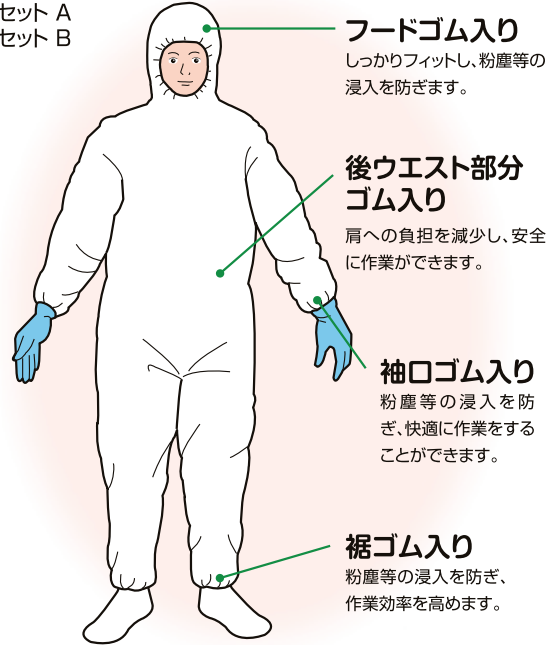 セット A
セット B
フードゴム入り
しっかりフィットし、粉塵等の
浸入を防ぎます。
後ウエスト部分
ゴム入り
肩への負担を減少し、安全
に作業ができます。
袖口ゴム入り
粉塵等の浸入を防
ぎ、快適に作業をする
ことができます。
裾ゴム入り
粉塵等の浸入を防ぎ、
作業効率を高めます。